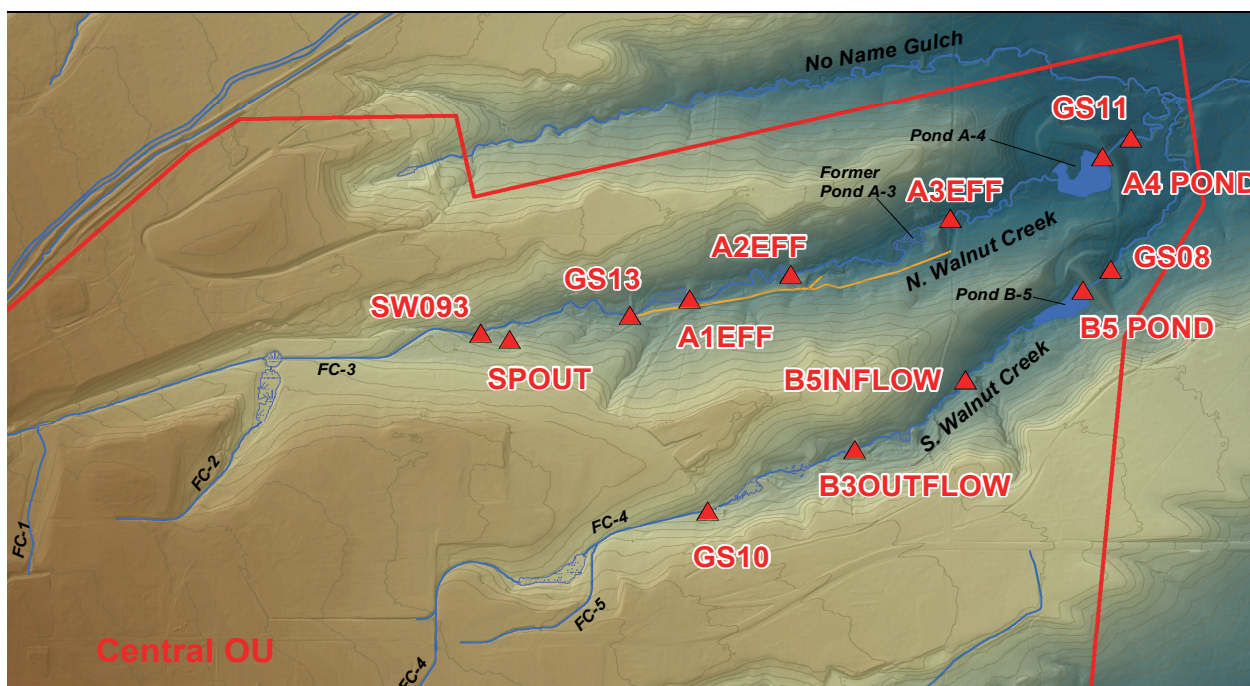 No Name Gulch
GS11
Pond A-4
Former
Pond A-3
A4 POND
A3EFF
A2EFF
N. Walnut Creek
GS08
GS13
Pond B-5
SW093
B5 POND
A1EFF
FC-3
SPOUT
B5INFLOW
S. Walnut Creek
FC-2
B3OUTFLOW
FC-1
FC-4
GS10
FC-5
Central OU
FC-4